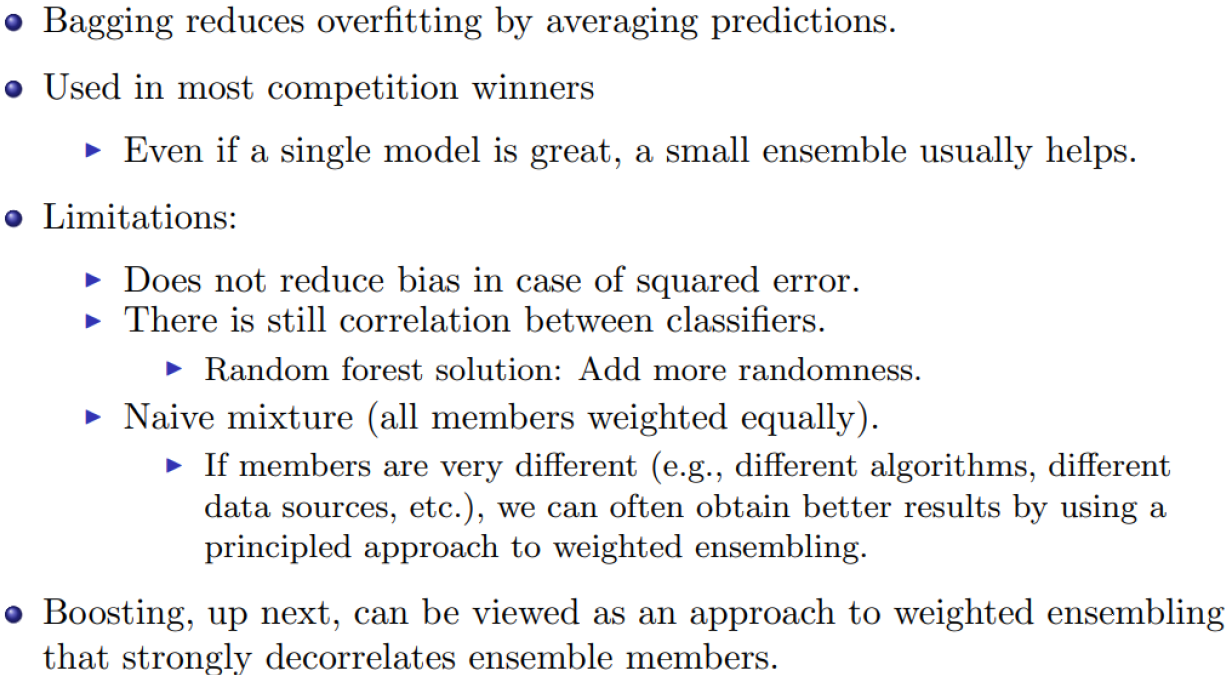 Bagging reduces overfitting by averaging predictions.
Used in most competition winners
Even if a single model is great, a small ensemble usually helps.
Limitations:
Does not reduce bias in case of squared error.
There is still correlation between classifiers.
Random forest solution: Add more randomness.
Naive mixture (all members weighted equally).
If members are very different (e.g., different algorithms, different
data sources, etc.), we can often obtain better results by using a
principled approach to weighted ensembling.
Boosting, up next, can be viewed as an approach to weighted ensembling
that strongly decorrelates ensemble members.